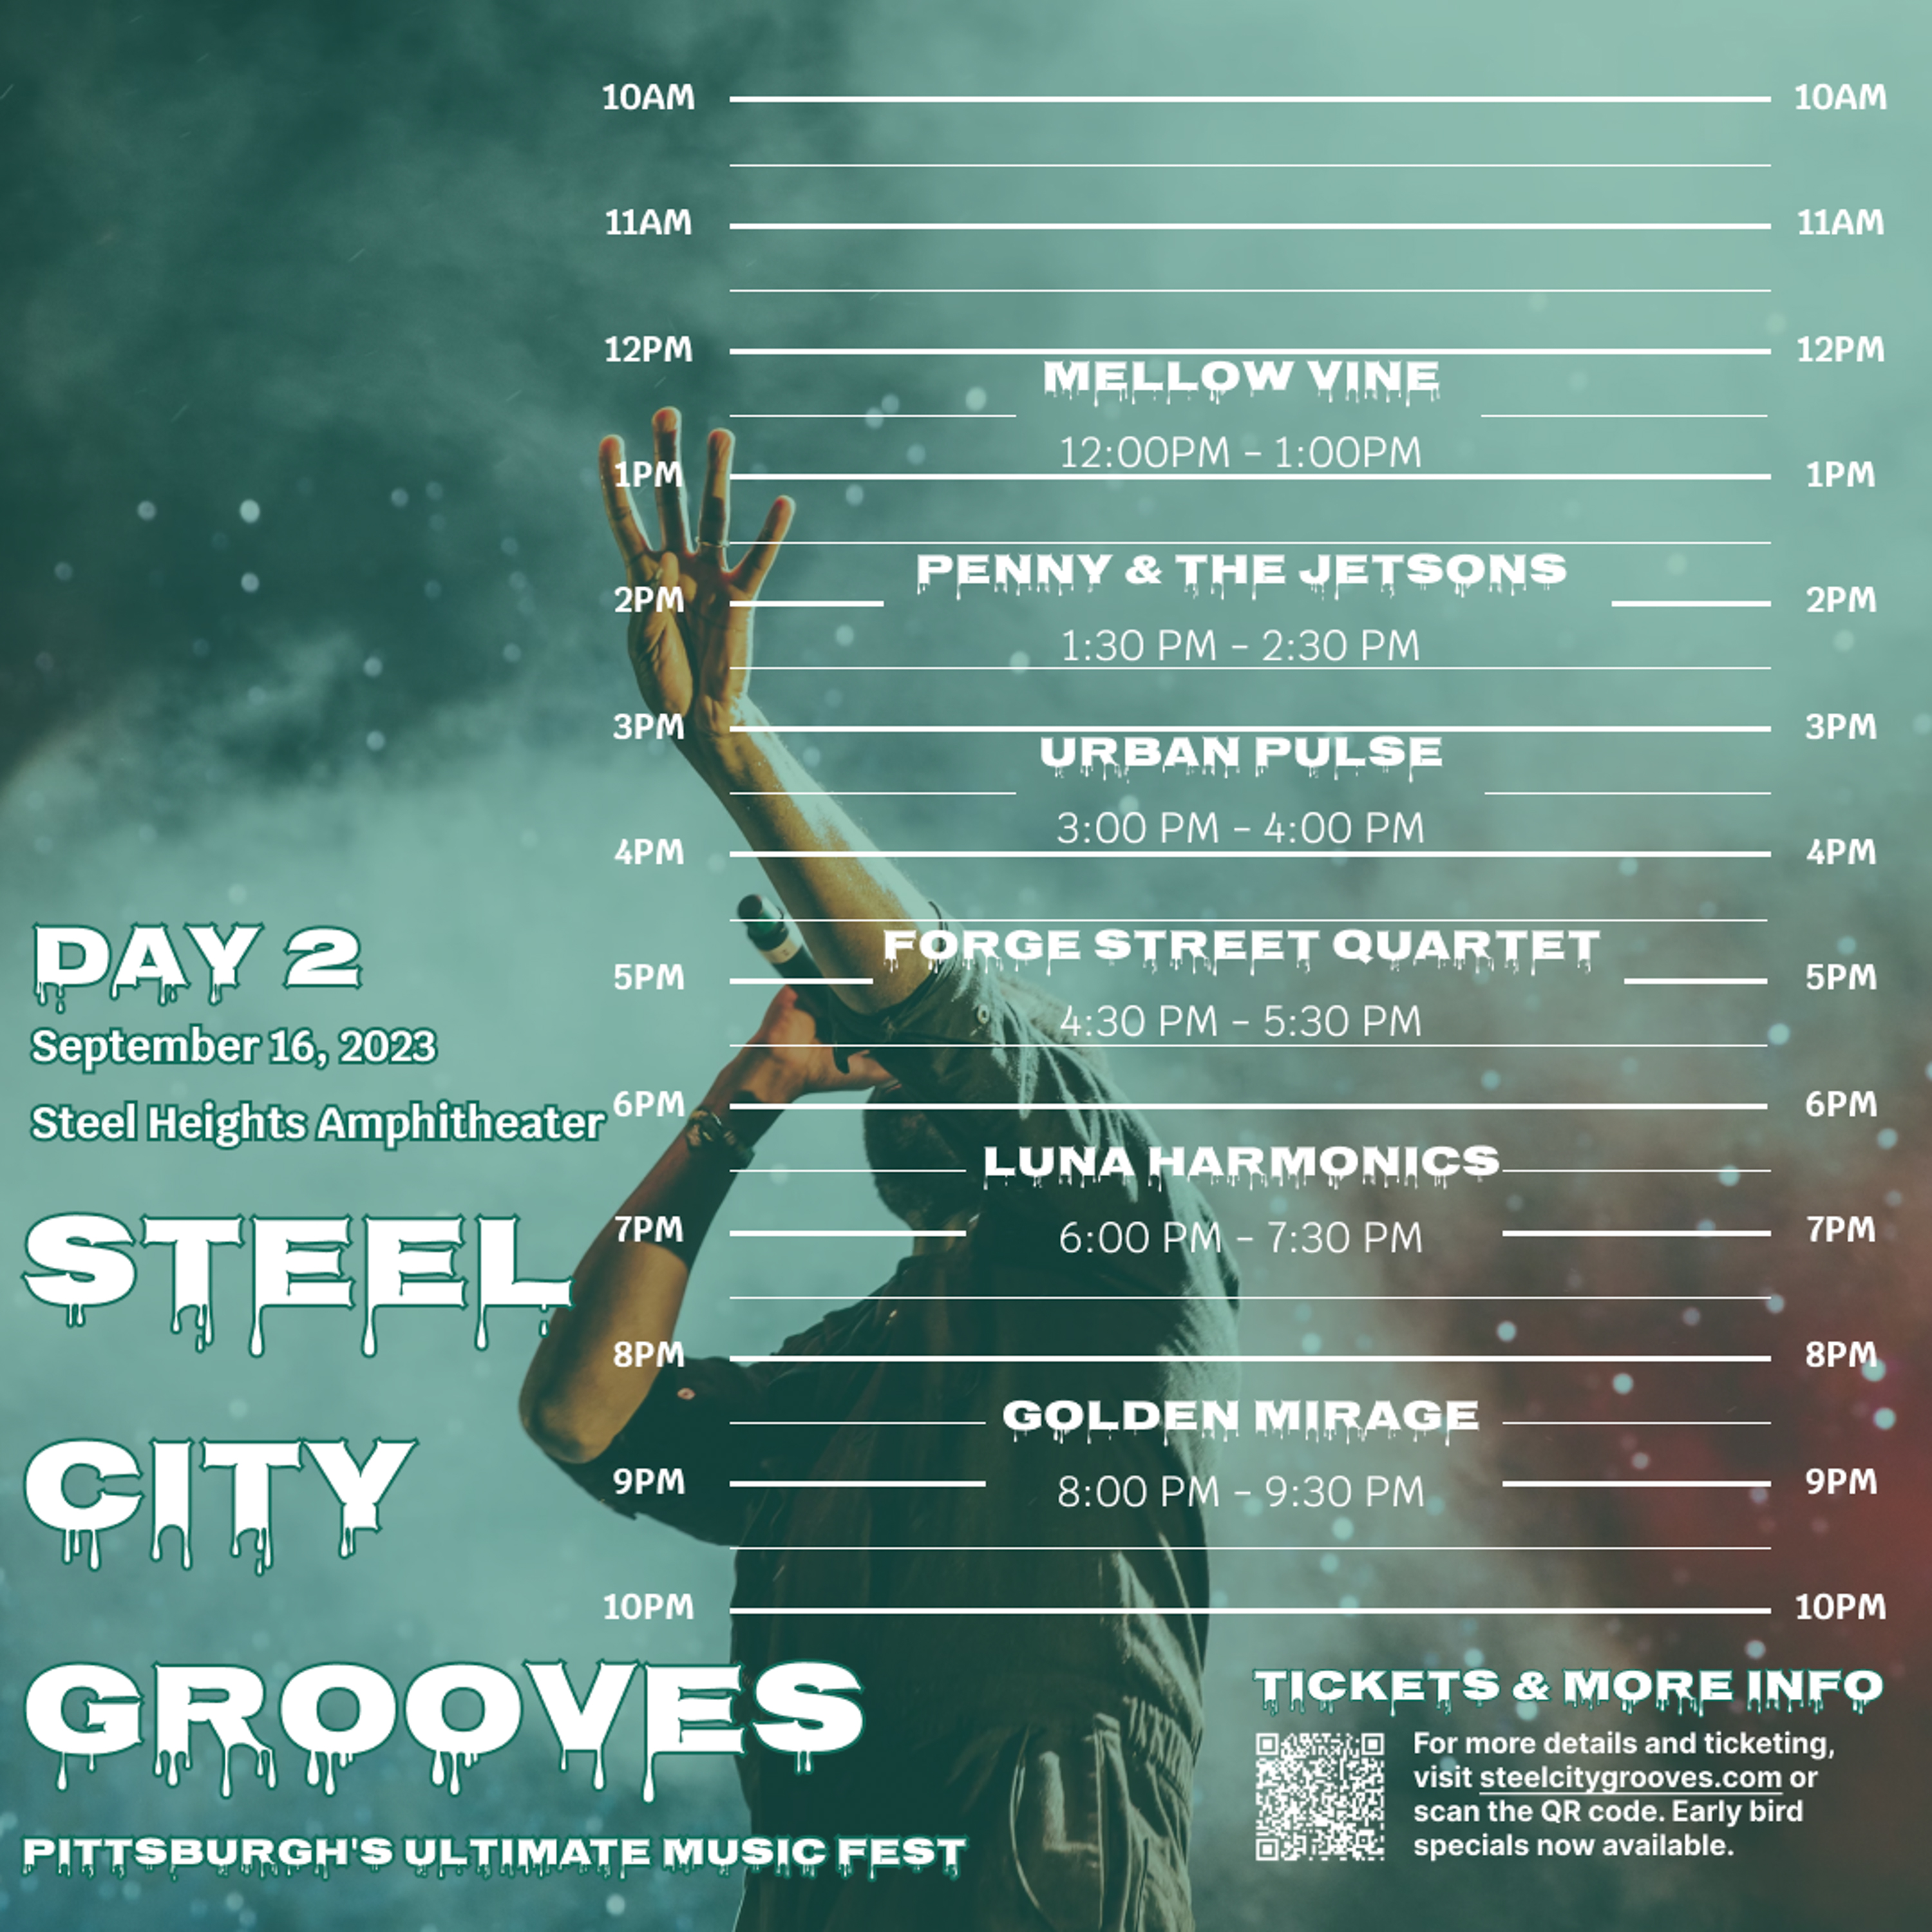 10AM 10AM
11AM 11AM
12PM 12PM
MELLOW VINE
12:00PM - 1:00PM
1PM 1PM
PENNY & THE JETSONS
2PM 2PM
1:30 PM - 2:30 PM
3PM 3PM
URBAN PULSE
3:00 PM - 4:00 PM
4PM 4PM
FORGE STREET QUARTET
5PM 5PM
4:30 PM - 5:30 PM
6PM 6PM
LUNA HARMONICS
7PM 7PM
6:00 PM - 7:30 PM
8PM 8PM
GOLDEN MIRAGE
9PM 9PM
8:00 PM - 9:30 PM
10PM 10PM
DAY 2
September 16, 2023
Steel Heights Amphitheater
STEEL
CITY
GROOVES
PITTSBURGH'S ULTIMATE MUSIC FEST
TICKETS & MORE INFO
For more details and ticketing,
visit steelcitygrooves.com or
scan the QR code. Early bird
specials now available.